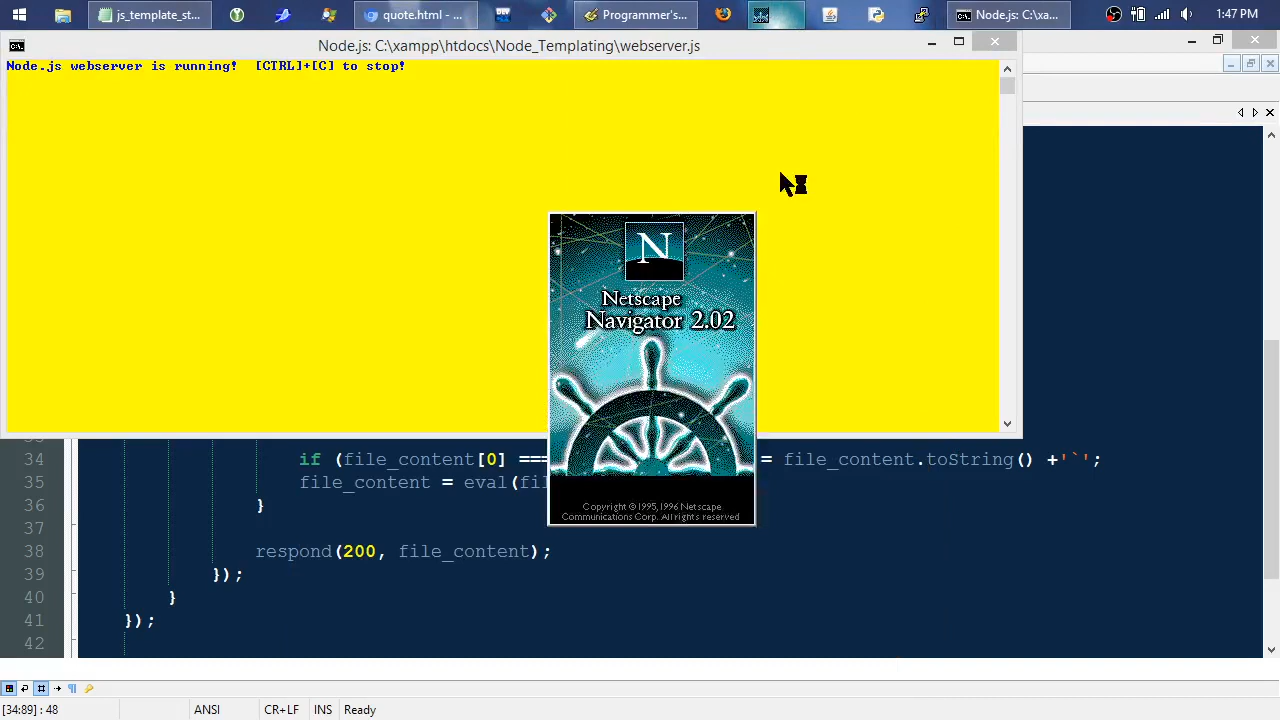 js_template_st...
quote.html - ...
DEV
Programmer's...
Node.js: C:\xa...
1:47 PM
Node.js: C:\xampp\htdocs\Node_Templating\webserver.js
Node.js webserver is running!  [CTRL]+[C] to stop!
N
Netscape
Navigator 2.02
Copyright ©1995,1996 Netscape
Communications Corp. All rights reserved
34 if (file_content[0] === = file_content.toString() +'`';
35 file_content = eval(fil
36 }
37
38 respond(200, file_content);
39 });
40 }
41 });
42
[34:89] : 48 ANSI CR+LF INS Ready